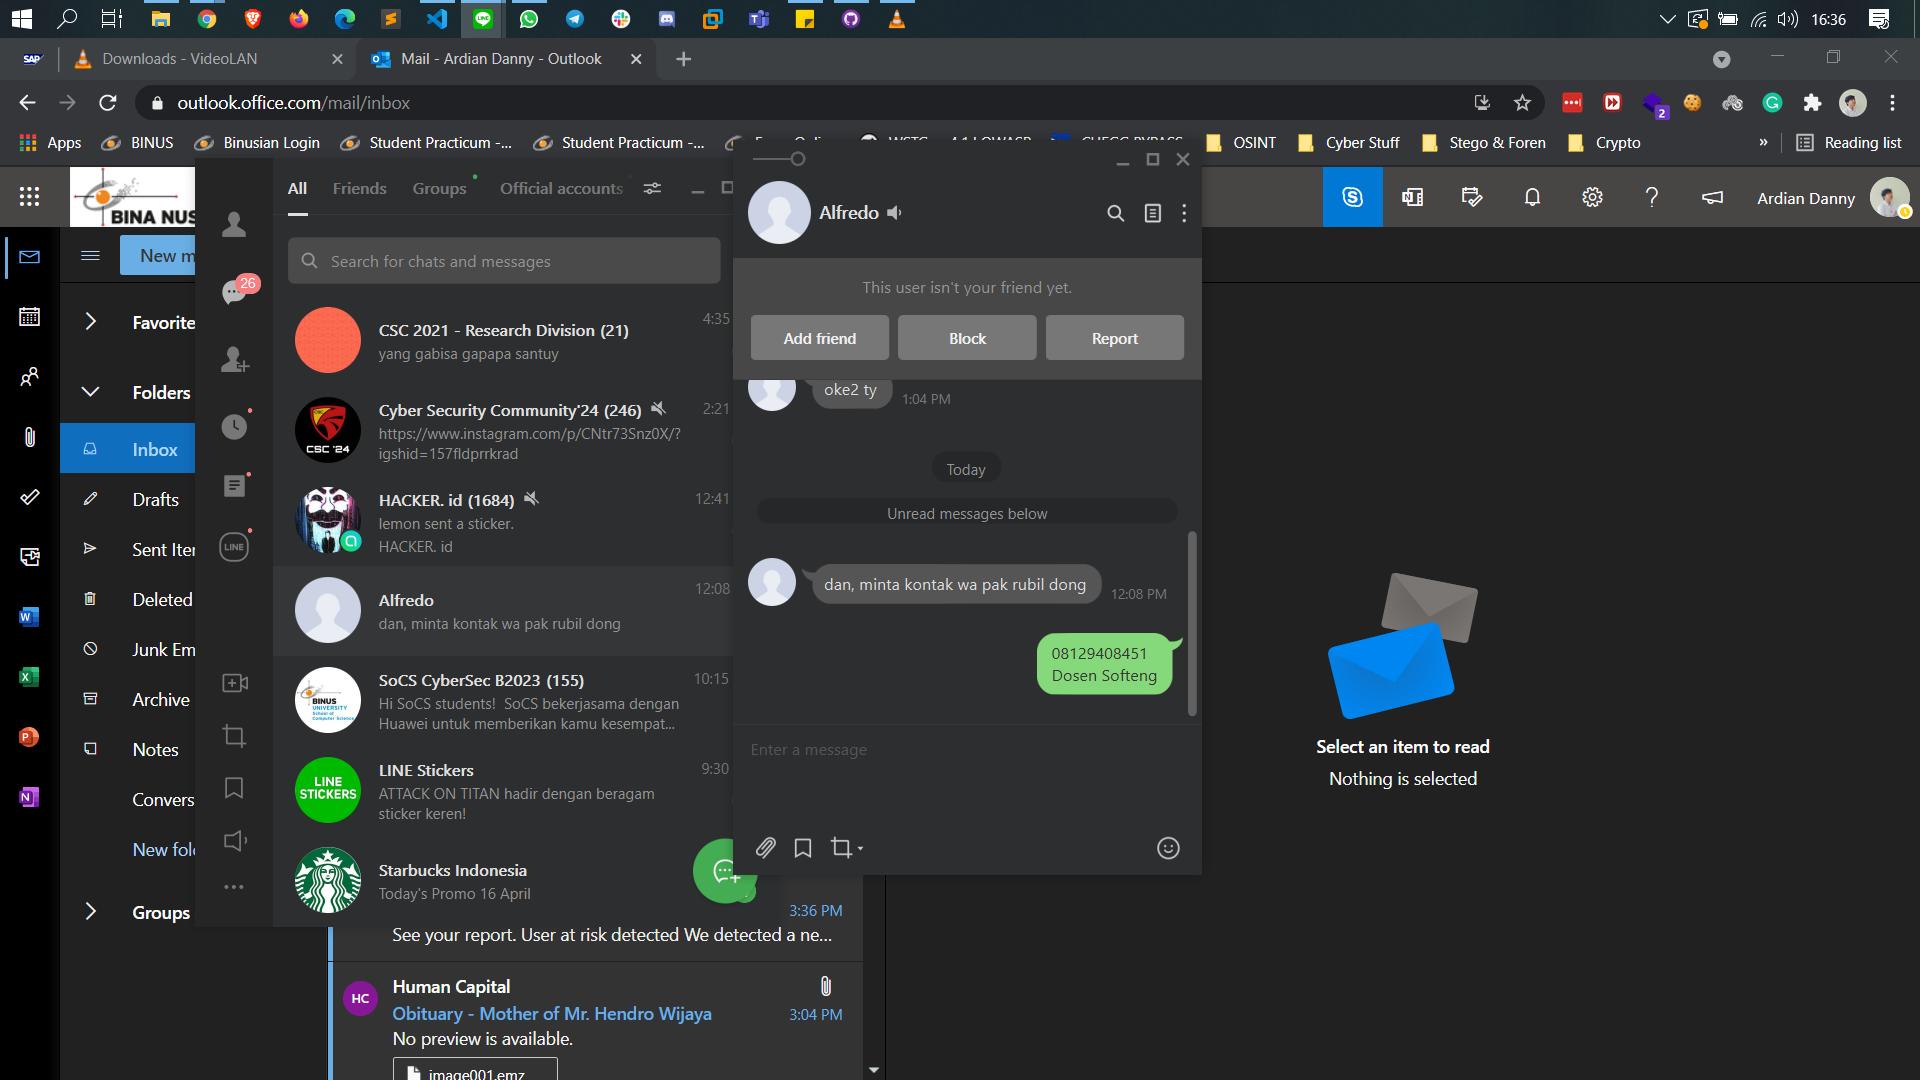 16:36
SAP
Downloads - VideoLAN
Mail - Ardian Danny - Outlook
outlook.office.com/mail/inbox
2
Apps
BINUS
Binusian Login
Student Practicum -...
Student Practicum -...
OSINT
Cyber Stuff
Stego & Foren
Crypto
»
Reading list
BINA NUS
Ardian Danny
New m
Favorite
Folders
Inbox
Drafts
Sent Iter
Deleted
Junk Em
Archive
Notes
Convers
New fol
Groups
26
LINE
All
Friends
Groups
Official accounts
Search for chats and messages
CSC 2021 - Research Division (21)
4:35
yang gabisa gapapa santuy
CSC '24
Cyber Security Community'24 (246)
2:21
https://www.instagram.com/p/CNtr73Snz0X/?
igshid=157fldprrkrad
HACKER. id (1684)
12:41
lemon sent a sticker.
HACKER. id
Alfredo
12:08
dan, minta kontak wa pak rubil dong
BINUS
UNIVERSITY
School of
Computer Science
SoCS CyberSec B2023 (155)
10:15
Hi SoCS students! SoCS bekerjasama dengan
Huawei untuk memberikan kamu kesempat...
LINE
STICKERS
LINE Stickers
9:30
ATTACK ON TITAN hadir dengan beragam
sticker keren!
Starbucks Indonesia
Today's Promo 16 April
Alfredo
This user isn't your friend yet.
Add friend
Block
Report
oke2 ty
1:04 PM
Today
Unread messages below
dan, minta kontak wa pak rubil dong
12:08 PM
08129408451
Dosen Softeng
Enter a message
3:36 PM
See your report. User at risk detected We detected a ne...
HC
Human Capital
Obituary - Mother of Mr. Hendro Wijaya
3:04 PM
No preview is available.
image001.emz
Select an item to read
Nothing is selected